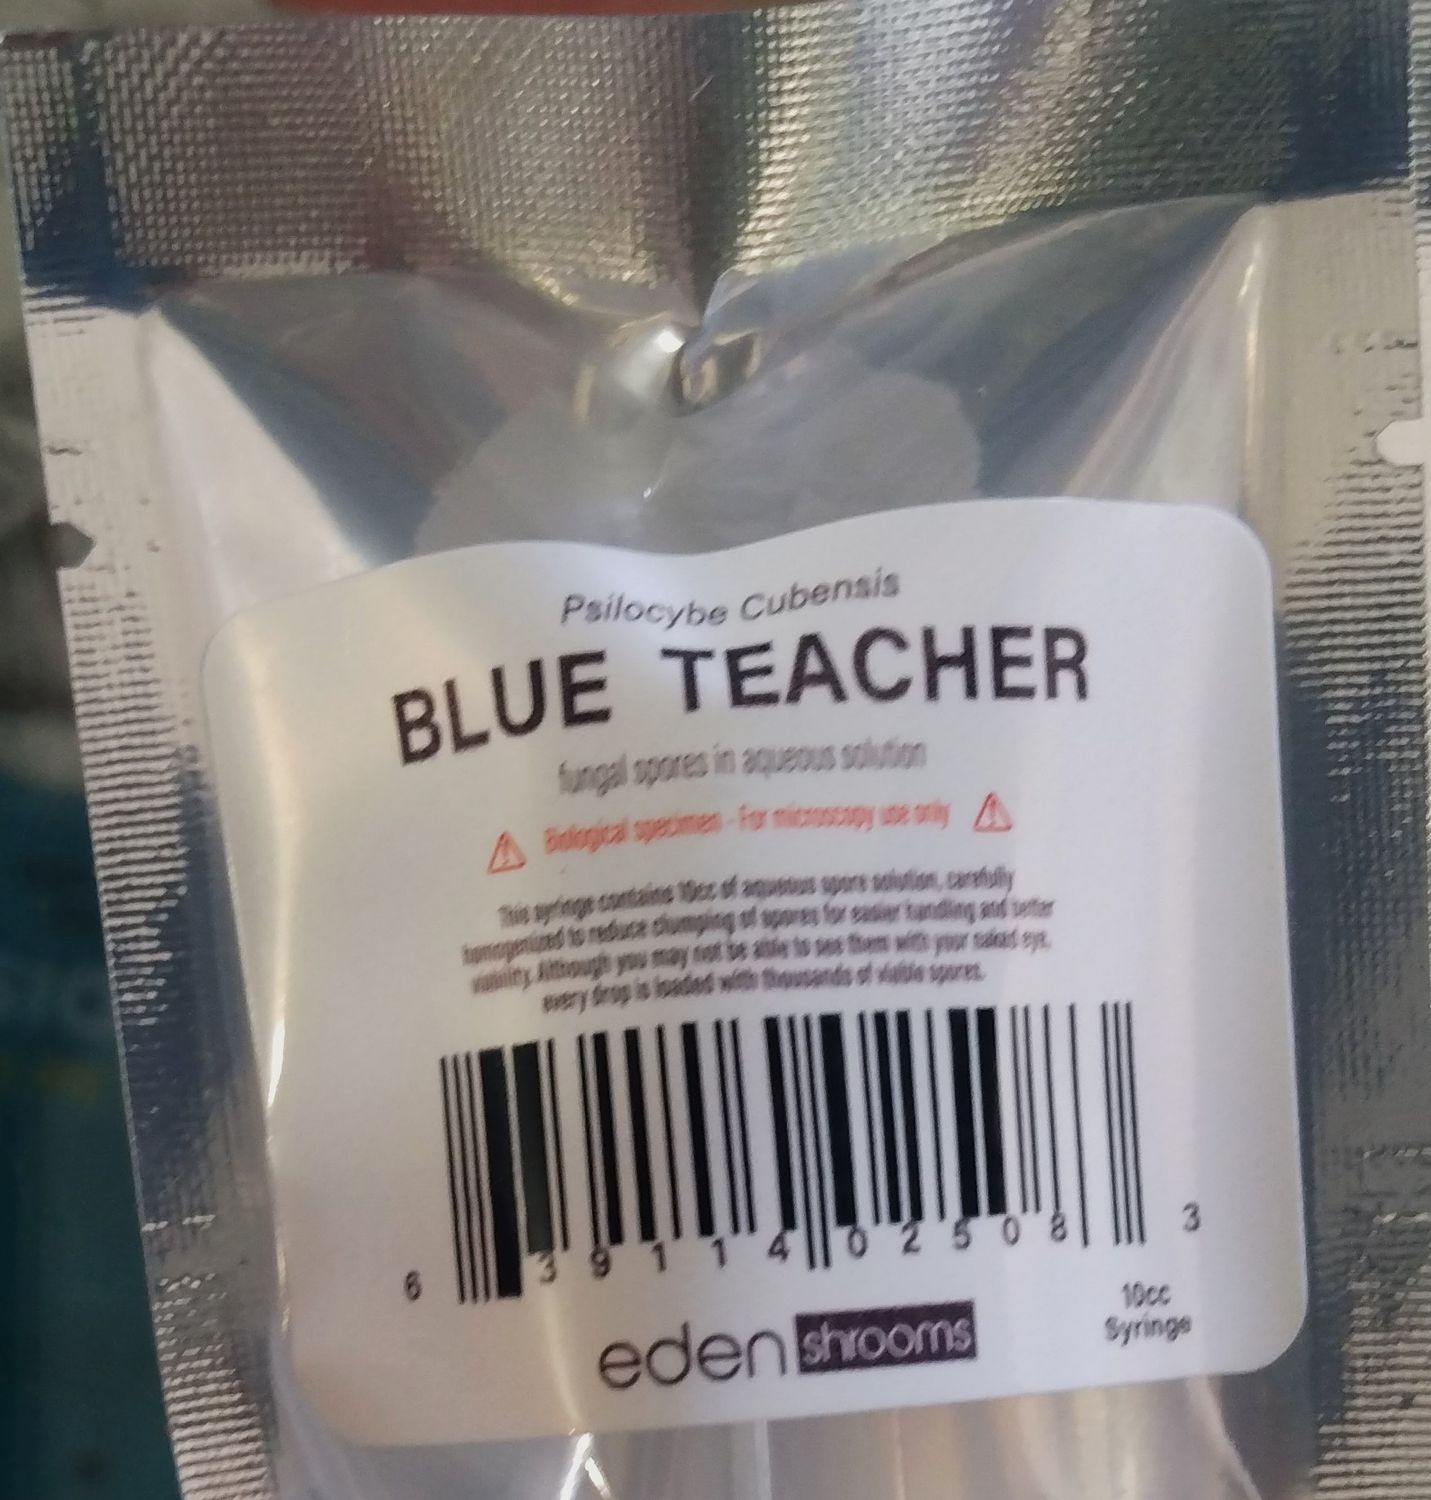 Psilocybe Cubensis
BLUE TEACHER
fungal spores in aqueous solution
Biological specimen - For microscopy use only
This syringe contains 10cc of aqueous spore solution, carefully
homogenized to reduce clumping of spores for easier handling and better
viability. Although you may not be able to see them with your naked eye,
every drop is loaded with thousands of viable spores.
6 39114 02508 3
10cc
Syringe
eden shrooms